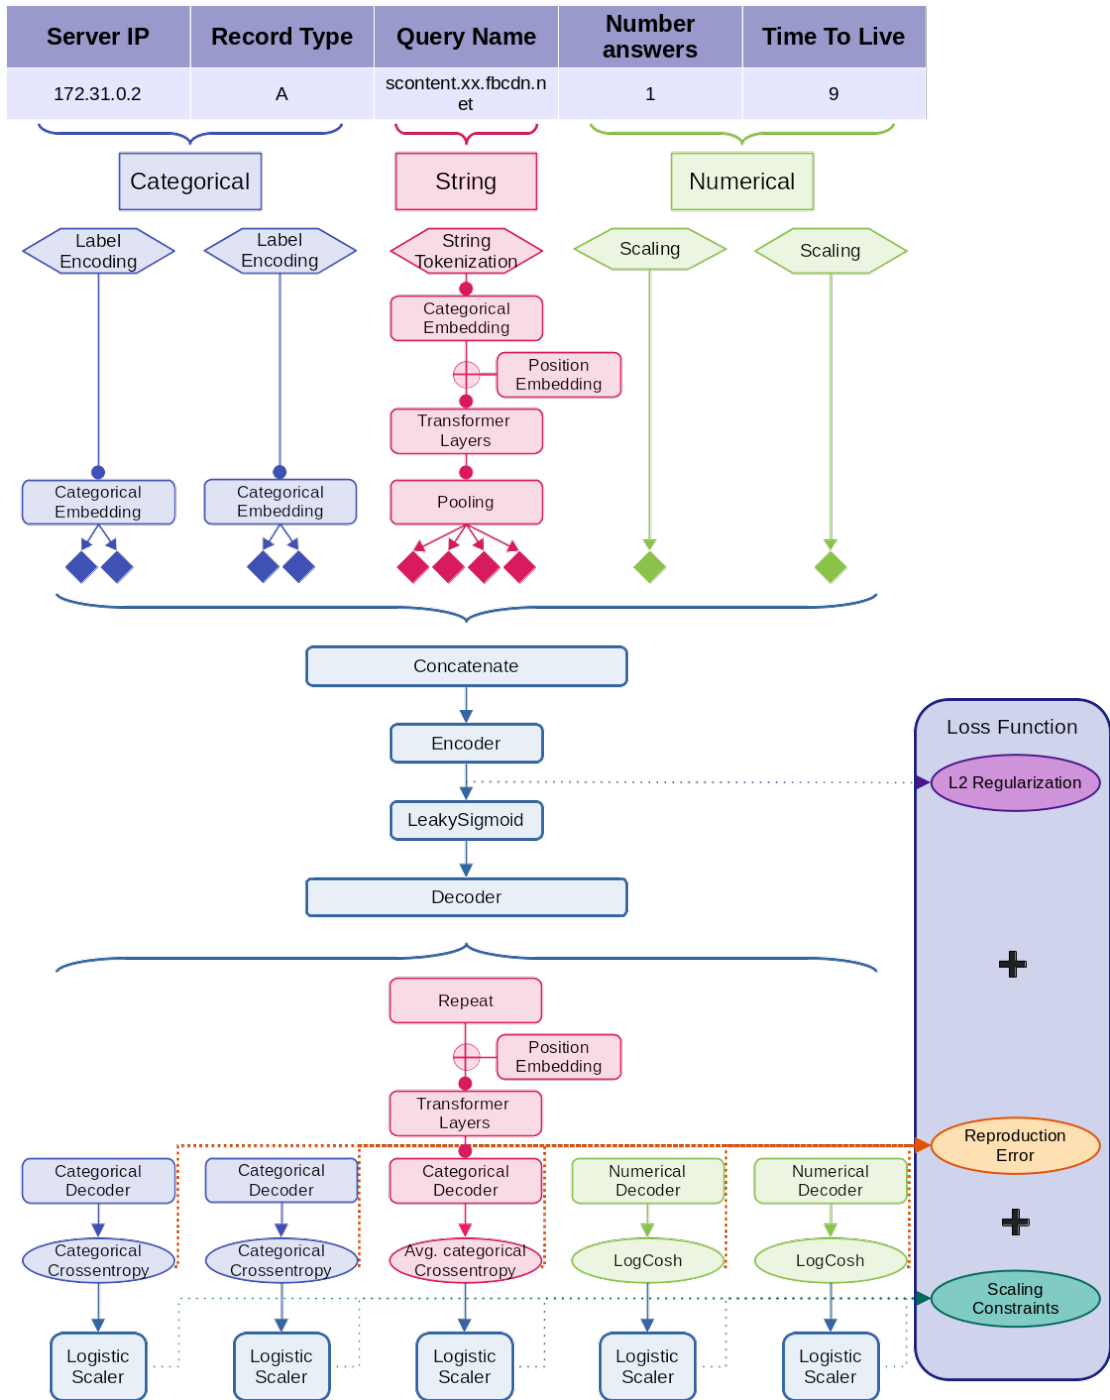 Server IP
Record Type
Query Name
Number
answers
Time To Live
172.31.0.2
A
scontent.xx.fbcdn.n
et
1
9
Categorical
String
Numerical
Label
Encoding
Label
Encoding
String
Tokenization
Scaling
Scaling
Categorical
Embedding
Position
Embedding
Transformer
Layers
Categorical
Embedding
Categorical
Embedding
Pooling
Concatenate
Encoder
LeakySigmoid
Decoder
Loss Function
L2 Regularization
Repeat
Position
Embedding
Transformer
Layers
Reproduction
Error
Categorical
Decoder
Categorical
Decoder
Categorical
Decoder
Numerical
Decoder
Numerical
Decoder
Categorical
Crossentropy
Categorical
Crossentropy
Avg. categorical
Crossentropy
LogCosh
LogCosh
Scaling
Constraints
Logistic
Scaler
Logistic
Scaler
Logistic
Scaler
Logistic
Scaler
Logistic
Scaler